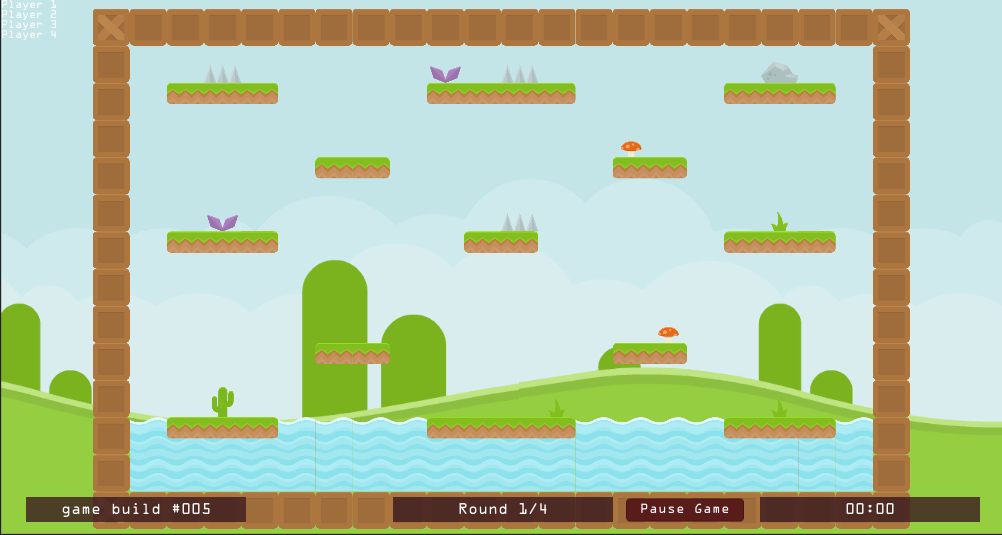 Player 1
Player 2
Player 3
Player 4
game build #005
Round 1/4
Pause Game
00:00